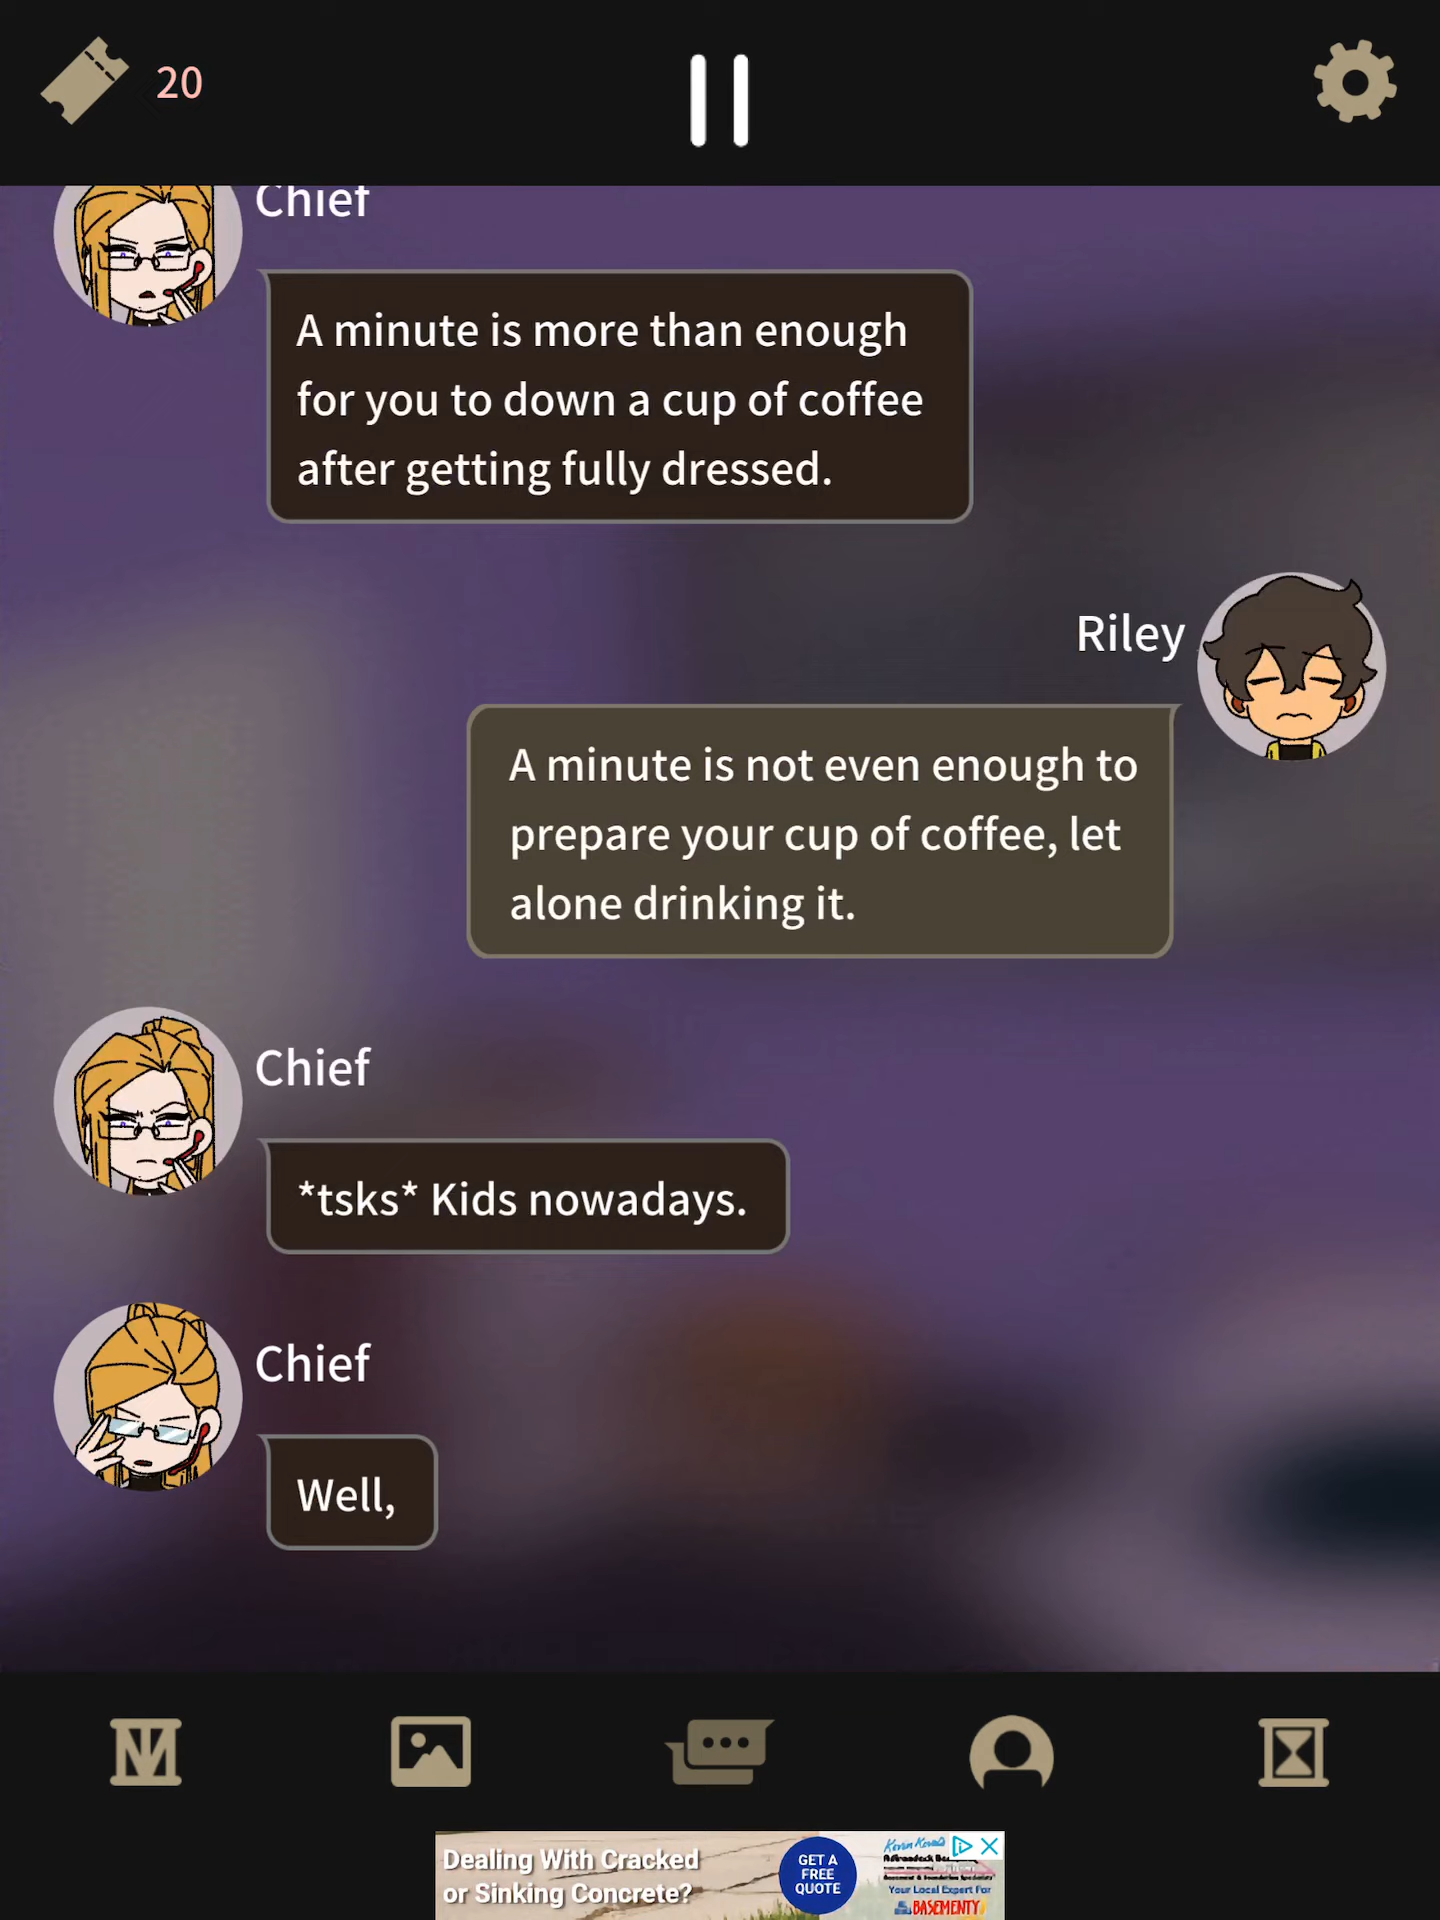 20
Chief
A minute is more than enough
for you to down a cup of coffee
after getting fully dressed.
Riley
A minute is not even enough to
prepare your cup of coffee, let
alone drinking it.
Chief
*tsks* Kids nowadays.
Chief
Well,
Dealing With Cracked
or Sinking Concrete?
GET A
FREE
QUOTE
Your Local Expert For